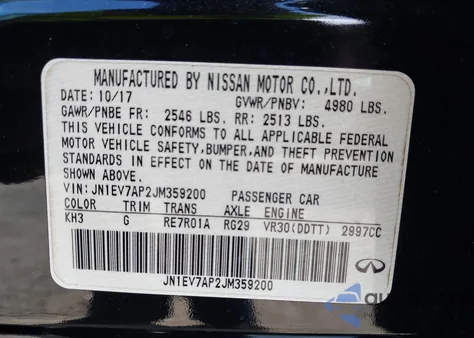 MANUFACTURED BY NISSAN MOTOR CO.,LTD.
DATE: 10/17 GVWR/PNBV: 4980 LBS.
GAWR/PNBE FR: 2546 LBS. RR: 2513 LBS.
THIS VEHICLE CONFORMS TO ALL APPLICABLE FEDERAL
MOTOR VEHICLE SAFETY, BUMPER, AND THEFT PREVENTION
STANDARDS IN EFFECT ON THE DATE OF MANUFACTURE
SHOWN ABOVE.
VIN: JN1EV7AP2JM359200 PASSENGER CAR
COLOR TRIM TRANS AXLE ENGINE
KH3 G RE7R01A RG29 VR30(DDTT) 2997CC
JN1EV7AP2JM359200